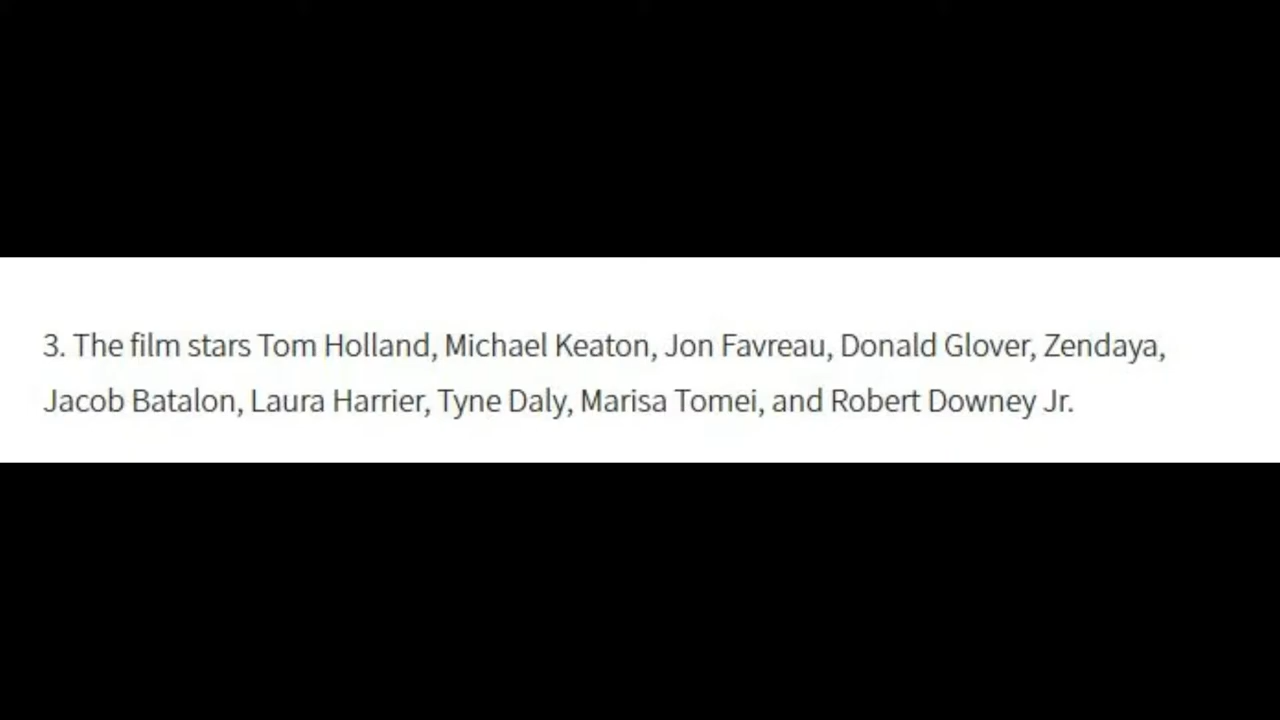 3. The film stars Tom Holland, Michael Keaton, Jon Favreau, Donald Glover, Zendaya,
Jacob Batalon, Laura Harrier, Tyne Daly, Marisa Tomei, and Robert Downey Jr.